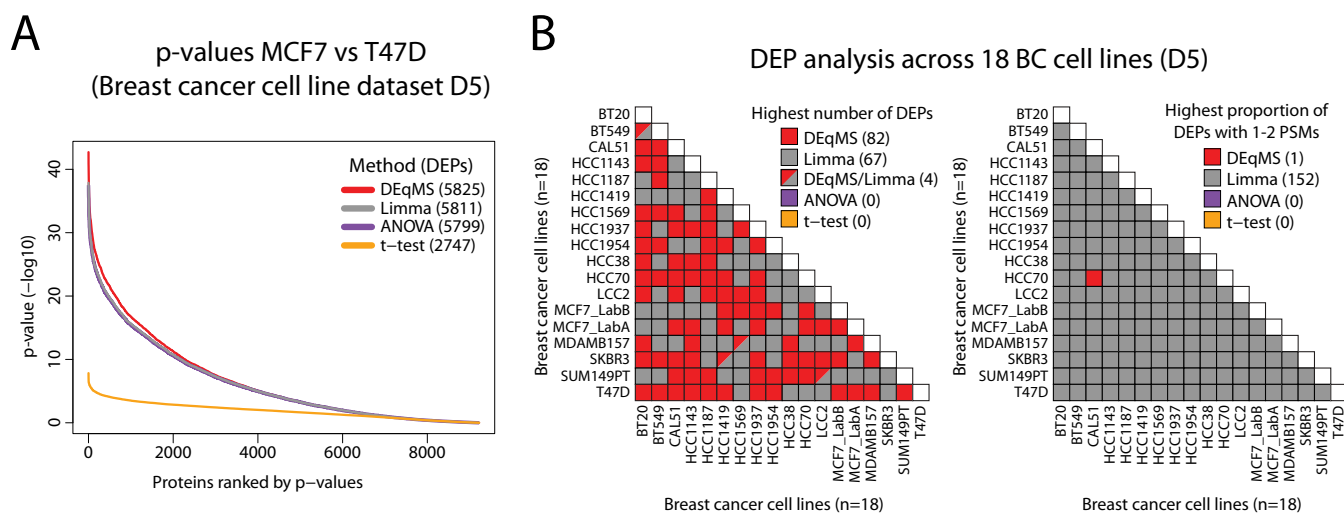 A
p-values MCF7 vs T47D
(Breast cancer cell line dataset D5)
p-value (−log10)
40
30
20
10
0
Method (DEPs)
DEqMS (5825)
Limma (5811)
ANOVA (5799)
t−test (2747)
0
2000
4000
6000
8000
Proteins ranked by p−values
B
DEP analysis across 18 BC cell lines (D5)
Breast cancer cell lines (n=18)
BT20
BT549
CAL51
HCC1143
HCC1187
HCC1419
HCC1569
HCC1937
HCC1954
HCC38
HCC70
LCC2
MCF7_LabB
MCF7_LabA
MDAMB157
SKBR3
SUM149PT
T47D
Highest number of DEPs
DEqMS (82)
Limma (67)
DEqMS/Limma (4)
ANOVA (0)
t−test (0)
BT20
BT549
CAL51
HCC1143
HCC1187
HCC1419
HCC1569
HCC1937
HCC1954
HCC38
HCC70
LCC2
MCF7_LabB
MCF7_LabA
MDAMB157
SKBR3
SUM149PT
T47D
Breast cancer cell lines (n=18)
Breast cancer cell lines (n=18)
BT20
BT549
CAL51
HCC1143
HCC1187
HCC1419
HCC1569
HCC1937
HCC1954
HCC38
HCC70
LCC2
MCF7_LabB
MCF7_LabA
MDAMB157
SKBR3
SUM149PT
T47D
Highest proportion of
DEPs with 1-2 PSMs
DEqMS (1)
Limma (152)
ANOVA (0)
t−test (0)
BT20
BT549
CAL51
HCC1143
HCC1187
HCC1419
HCC1569
HCC1937
HCC1954
HCC38
HCC70
LCC2
MCF7_LabB
MCF7_LabA
MDAMB157
SKBR3
SUM149PT
T47D
Breast cancer cell lines (n=18)